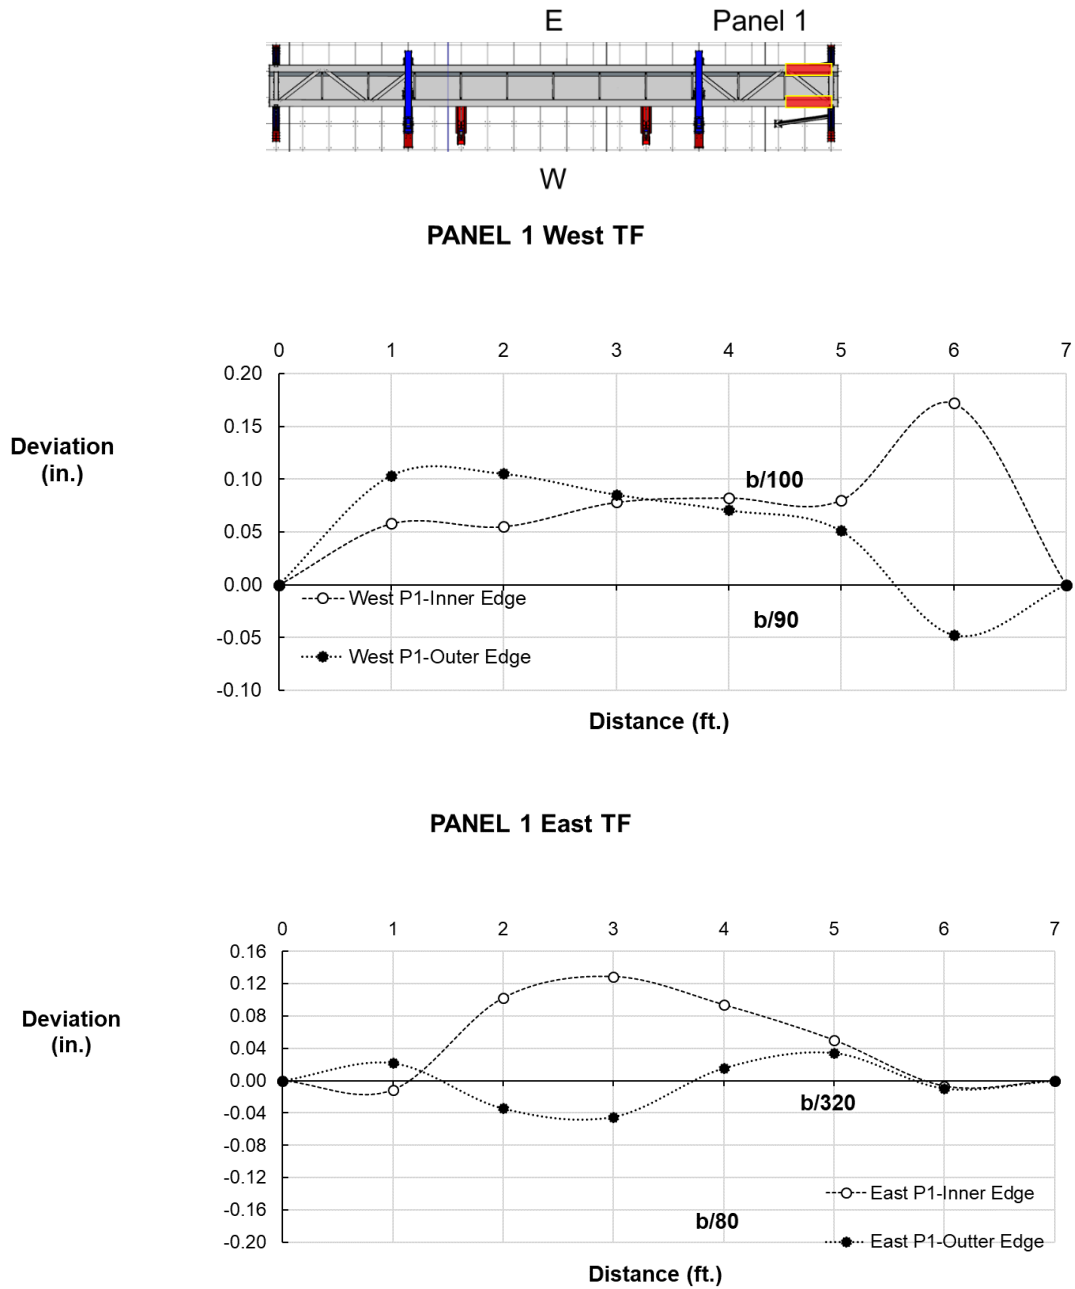 E Panel 1
W
PANEL 1 West TF
0 1 2 3 4 5 6 7
0.20
0.15
0.10
0.05
0.00
-0.05
-0.10
Deviation
(in.)
b/100
b/90
West P1-Inner Edge
West P1-Outer Edge
Distance (ft.)
PANEL 1 East TF
0 1 2 3 4 5 6 7
0.16
0.12
0.08
0.04
0.00
-0.04
-0.08
-0.12
-0.16
-0.20
Deviation
(in.)
b/320
b/80
East P1-Inner Edge
East P1-Outter Edge
Distance (ft.)